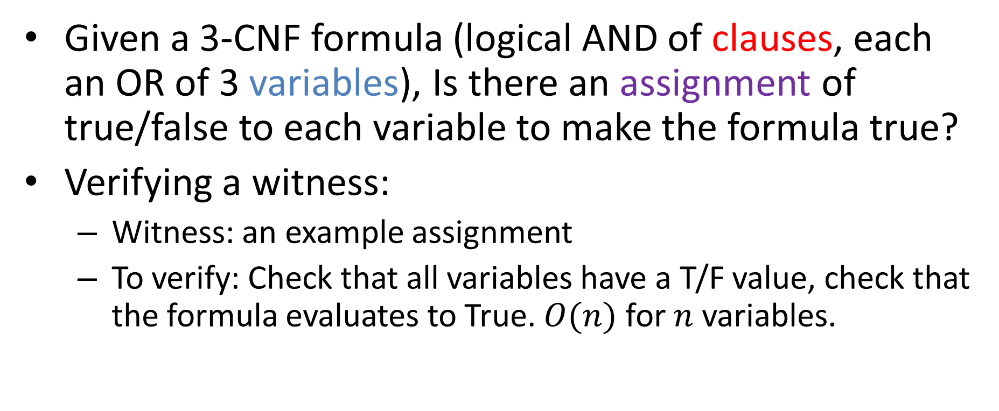 • Given a 3-CNF formula (logical AND of clauses, each
an OR of 3 variables), Is there an assignment of
true/false to each variable to make the formula true?
• Verifying a witness:
– Witness: an example assignment
– To verify: Check that all variables have a T/F value, check that
the formula evaluates to True. 𝑂(𝑛) for 𝑛 variables.